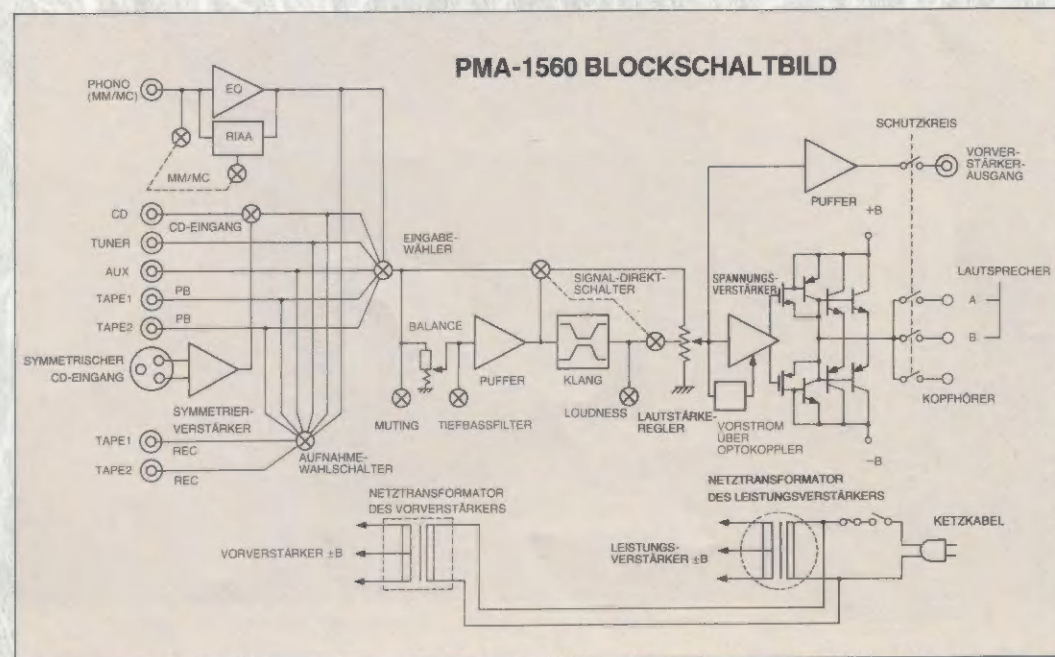 PMA-1560 BLOCKSCHALTBILD
PHONO
(MM/MC)
EQ
RIAA
MM/MC
CD
CD-EINGANG
TUNER
AUX
TAPE1
PB
TAPE2
PB
SYMMETRISCHER
CD-EINGANG
SYMMETRIER-
VERSTÄRKER
TAPE1
REC
TAPE2
REC
AUFNAHME-
WAHLSCHALTER
EINGABE-
WÄHLER
BALANCE
MUTING
TIEFBASSFILTER
PUFFER
KLANG
LOUDNESS
SIGNAL-DIREKT-
SCHALTER
LAUTSTÄRKE-
REGLER
SPANNUNGS-
VERSTÄRKER
VORSTROM
ÜBER
OPTOKOPPLER
PUFFER
SCHUTZKREIS
VORVER-
STÄRKER-
AUSGANG
+B
LAUTSPRECHER
A
B
KOPFHÖRER
–B
NETZTRANSFORMATOR
DES VORVERSTÄRKERS
VORVERSTÄRKER ±B
NETZTRANSFORMATOR
DES LEISTUNGSVERSTÄRKERS
LEISTUNGS-
VERSTÄRKER ±B
KETZKABEL